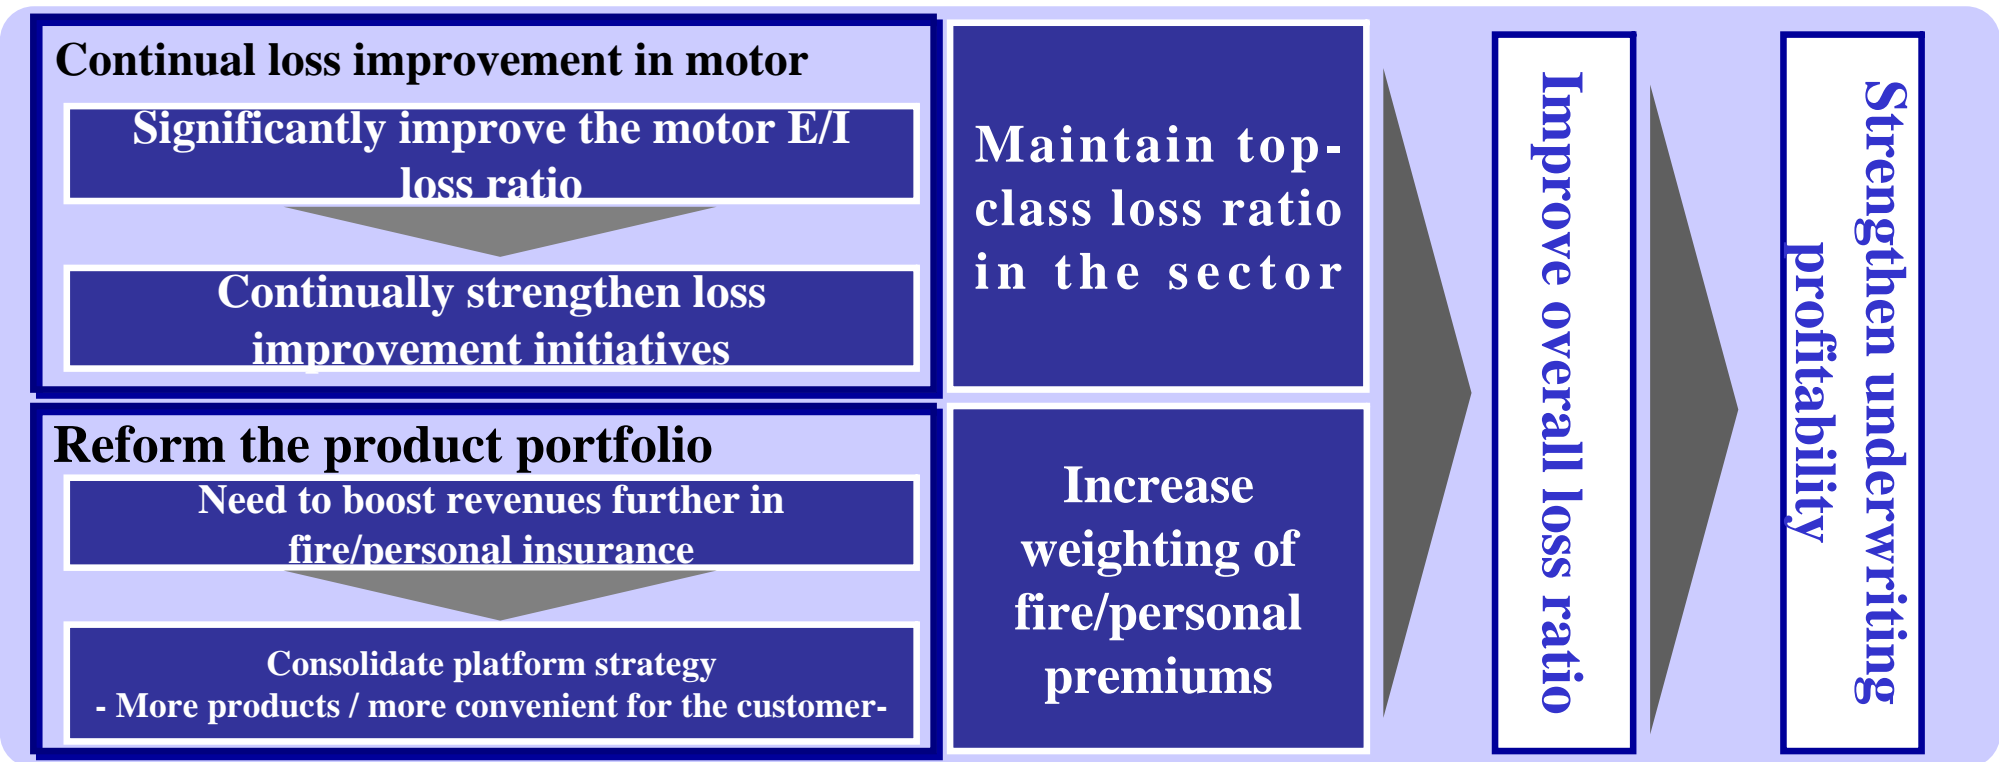 Continual loss improvement in motor
Significantly improve the motor E/I
loss ratio
Continually strengthen loss
improvement initiatives
Maintain top-
class loss ratio
in the sector
Reform the product portfolio
Need to boost revenues further in
fire/personal insurance
Consolidate platform strategy
- More products / more convenient for the customer-
Increase
weighting of
fire/personal
premiums
Improve overall loss ratio
Strengthen underwriting
profitability